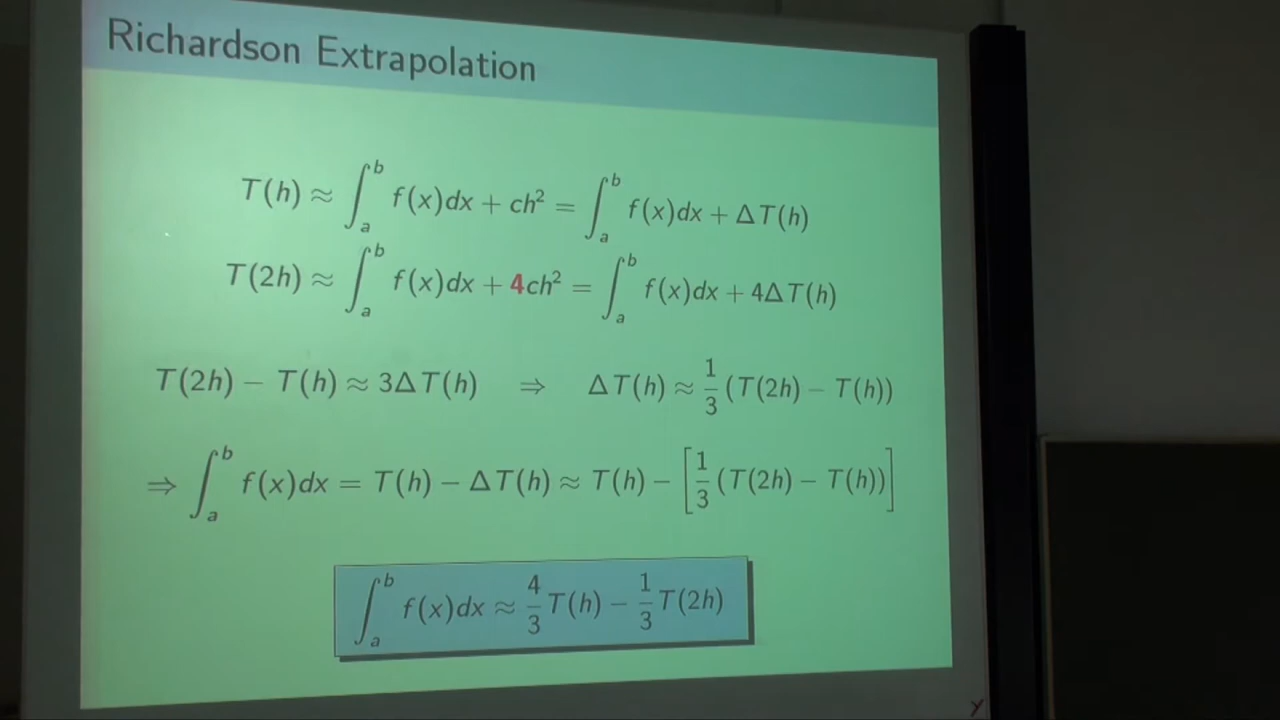 Richardson Extrapolation
T(h) ≈ ∫_a^b f(x)dx + ch² = ∫_a^b f(x)dx + ΔT(h)
T(2h) ≈ ∫_a^b f(x)dx + 4ch² = ∫_a^b f(x)dx + 4ΔT(h)
T(2h) − T(h) ≈ 3ΔT(h) ⇒ ΔT(h) ≈ 1/3 (T(2h) − T(h))
⇒ ∫_a^b f(x)dx = T(h) − ΔT(h) ≈ T(h) − [1/3 (T(2h) − T(h))]
∫_a^b f(x)dx ≈ 4/3 T(h) − 1/3 T(2h)